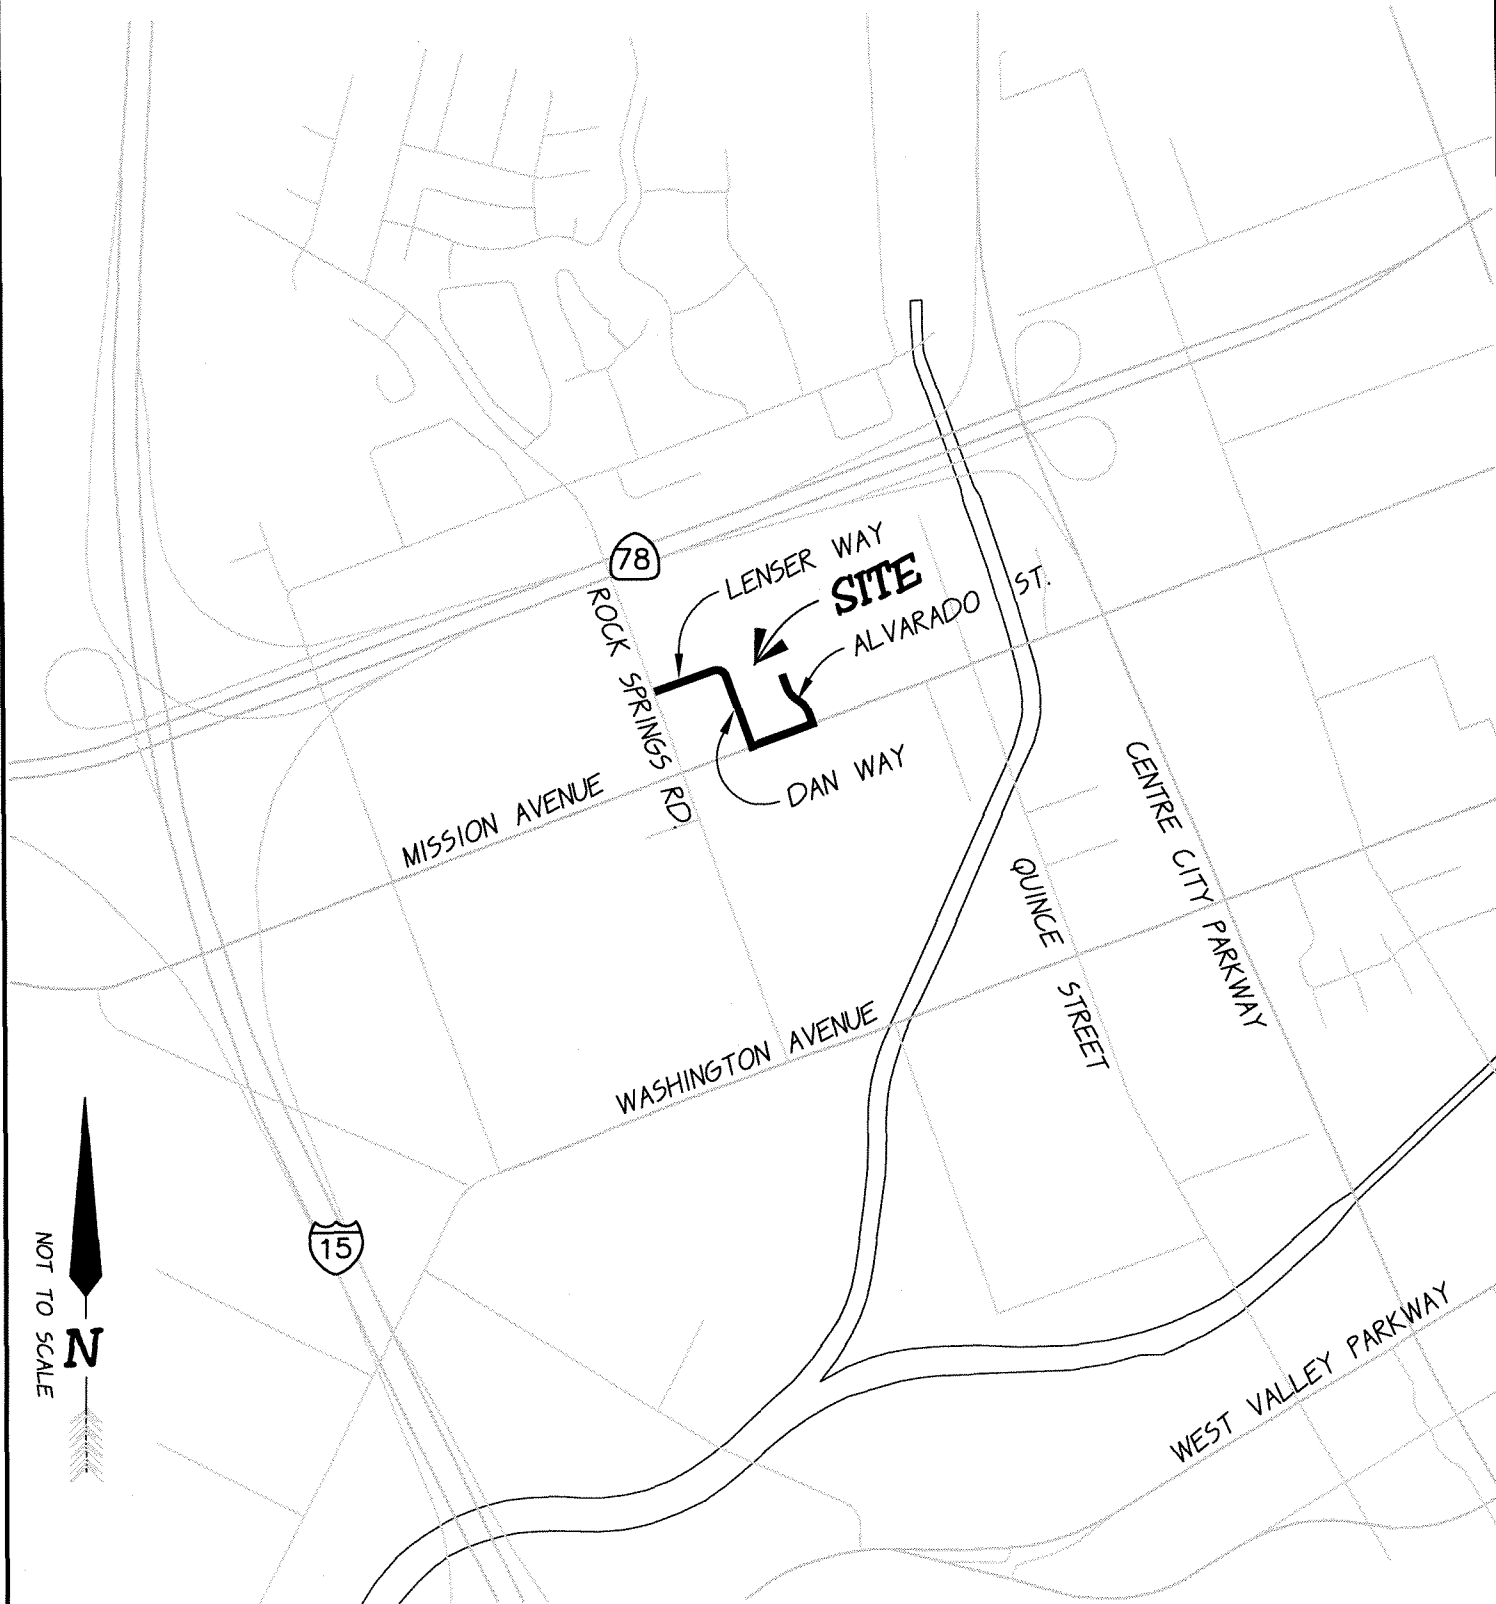 78
LENSER WAY
SITE
ALVARADO ST.
ROCK SPRINGS RD.
DAN WAY
MISSION AVENUE
CENTRE CITY PARKWAY
QUINCE STREET
WASHINGTON AVENUE
15
NOT TO SCALE
N
WEST VALLEY PARKWAY